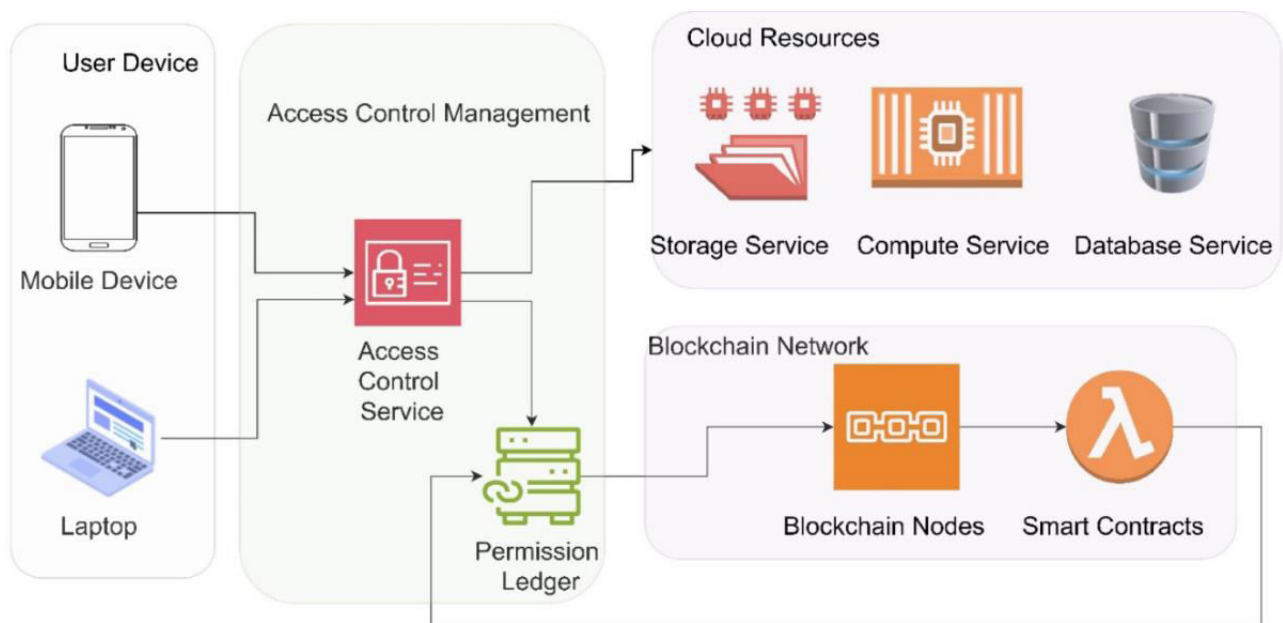 User Device
Mobile Device
Laptop
Access Control Management
Access
Control
Service
Permission
Ledger
Cloud Resources
Storage Service
Compute Service
Database Service
Blockchain Network
Blockchain Nodes
Smart Contracts